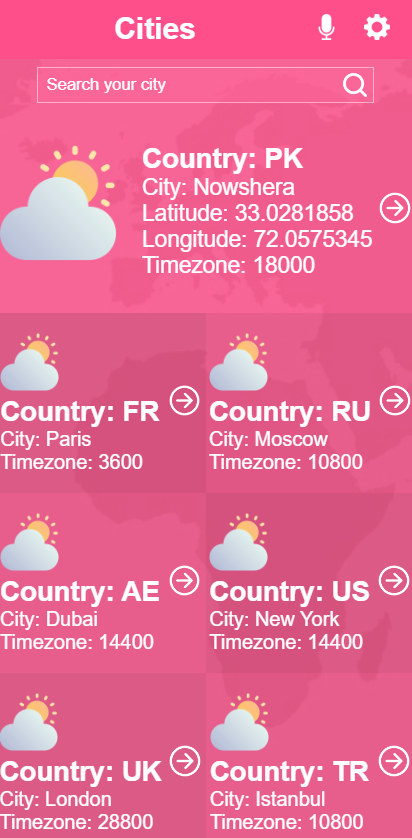 Cities
Search your city
Country: PK
City: Nowshera
Latitude: 33.0281858
Longitude: 72.0575345
Timezone: 18000
Country: FR
City: Paris
Timezone: 3600
Country: RU
City: Moscow
Timezone: 10800
Country: AE
City: Dubai
Timezone: 14400
Country: US
City: New York
Timezone: 14400
Country: UK
City: London
Timezone: 28800
Country: TR
City: Istanbul
Timezone: 10800